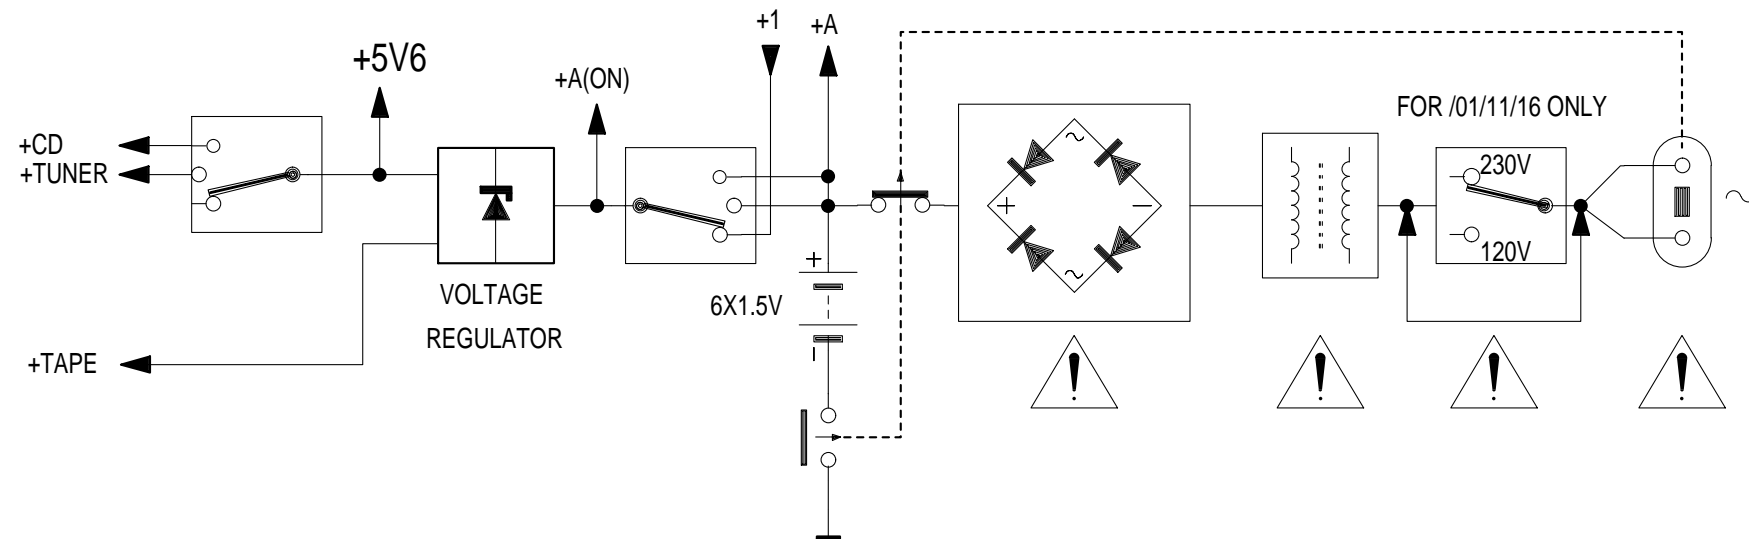 +1
+A
+5V6
+A(ON)
FOR /01/11/16 ONLY
+CD
+TUNER
230V
120V
+
-
+
-
6X1.5V
VOLTAGE
REGULATOR
+TAPE
!
!
!
!